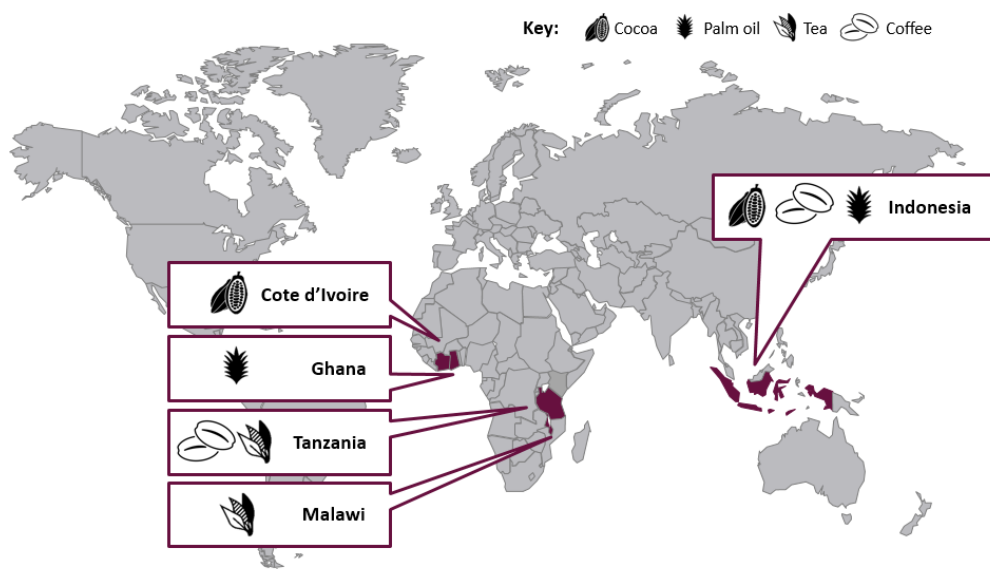 Key: Cocoa Palm oil Tea Coffee
Indonesia
Cote d'Ivoire
Ghana
Tanzania
Malawi